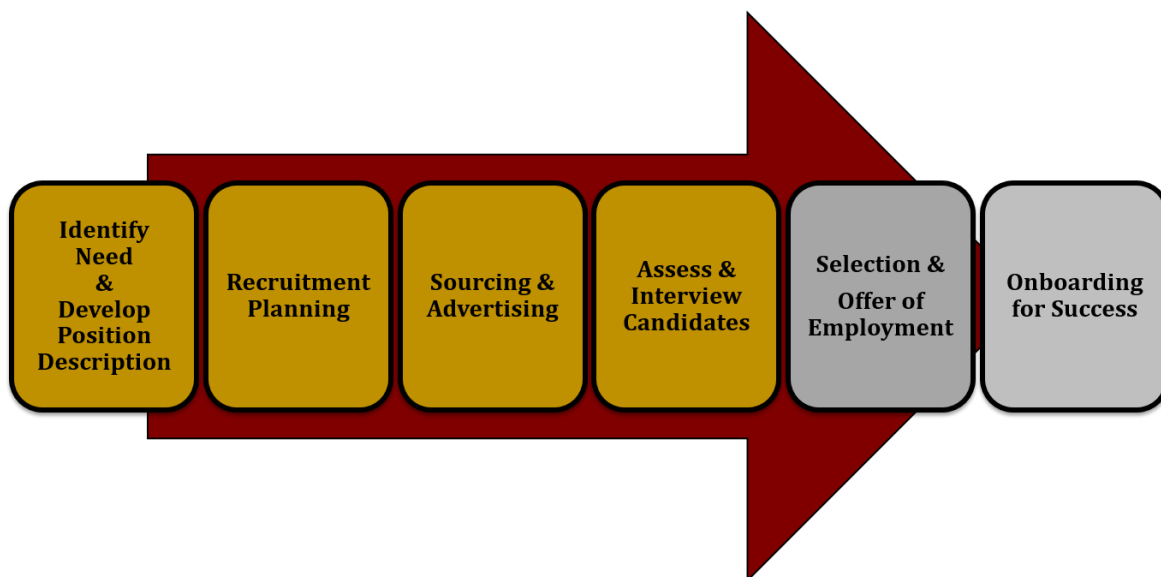 Identify
Need
&
Develop
Position
Description
Recruitment
Planning
Sourcing &
Advertising
Assess &
Interview
Candidates
Selection &
Offer of
Employment
Onboarding
for Success